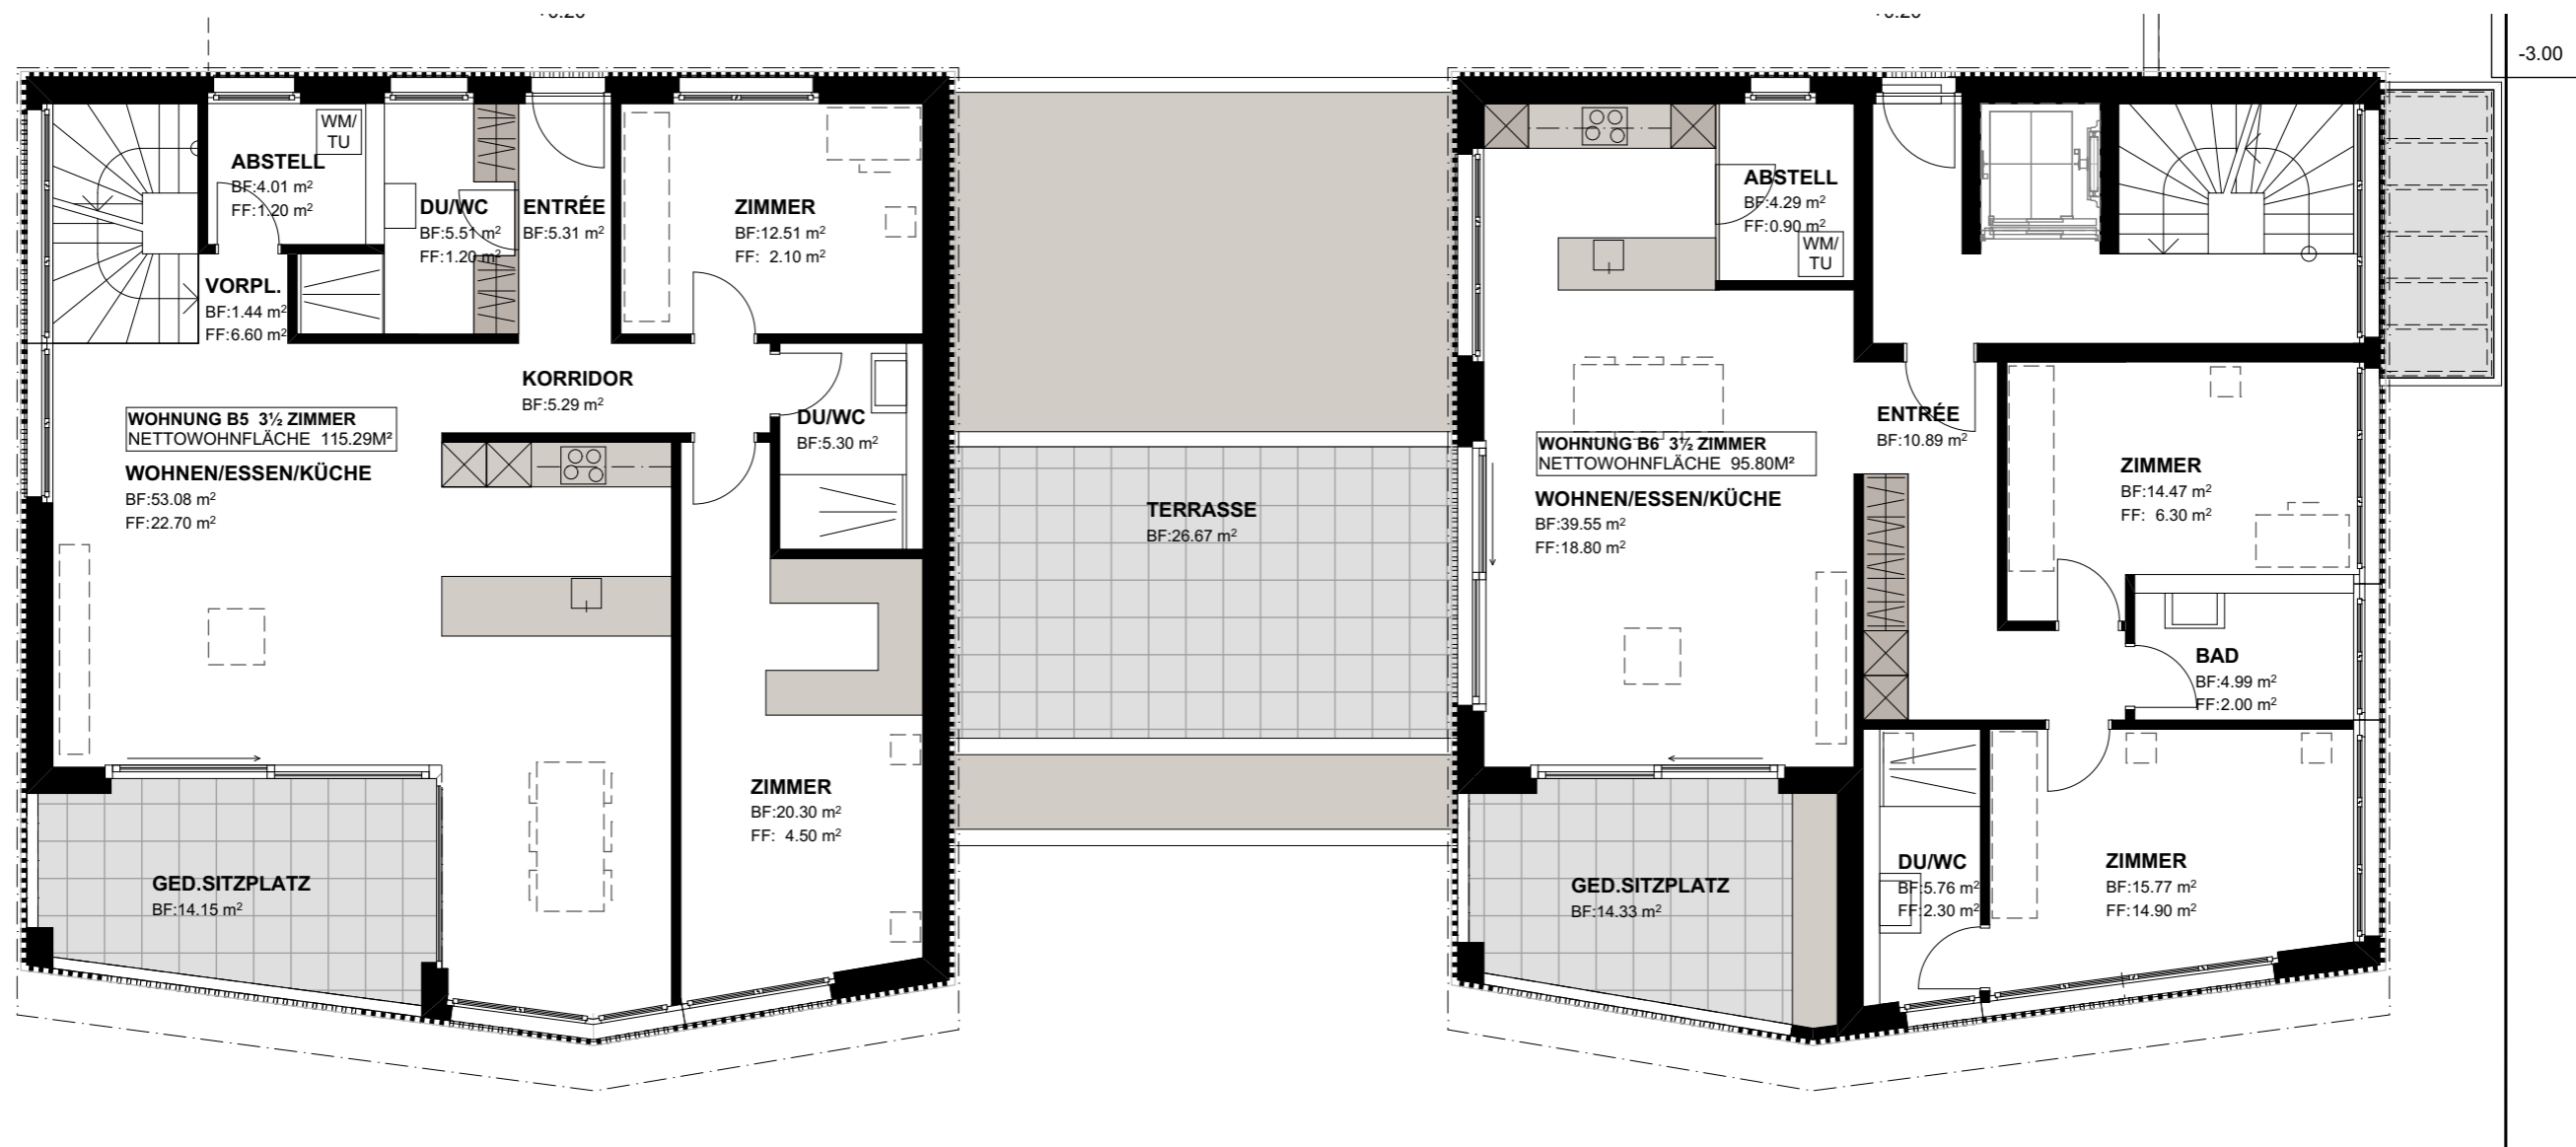 -3.00
WM/
TU
ABSTELL
BF:4.01 m²
FF:1.20 m²
DU/WC
BF:5.51 m²
FF:1.20 m²
ENTRÉE
BF:5.31 m²
ZIMMER
BF:12.51 m²
FF: 2.10 m²
VORPL.
BF:1.44 m²
FF:6.60 m²
KORRIDOR
BF:5.29 m²
DU/WC
BF:5.30 m²
WOHNUNG B5 3½ ZIMMER
NETTOWOHNFLÄCHE 115.29M²
WOHNEN/ESSEN/KÜCHE
BF:53.08 m²
FF:22.70 m²
ZIMMER
BF:20.30 m²
FF: 4.50 m²
GED.SITZPLATZ
BF:14.15 m²
TERRASSE
BF:26.67 m²
ABSTELL
BF:4.29 m²
FF:0.90 m²
WM/
TU
ENTRÉE
BF:10.89 m²
WOHNUNG B6 3½ ZIMMER
NETTOWOHNFLÄCHE 95.80M²
WOHNEN/ESSEN/KÜCHE
BF:39.55 m²
FF:18.80 m²
ZIMMER
BF:14.47 m²
FF: 6.30 m²
BAD
BF:4.99 m²
FF:2.00 m²
DU/WC
BF:5.76 m²
FF:2.30 m²
ZIMMER
BF:15.77 m²
FF:14.90 m²
GED.SITZPLATZ
BF:14.33 m²